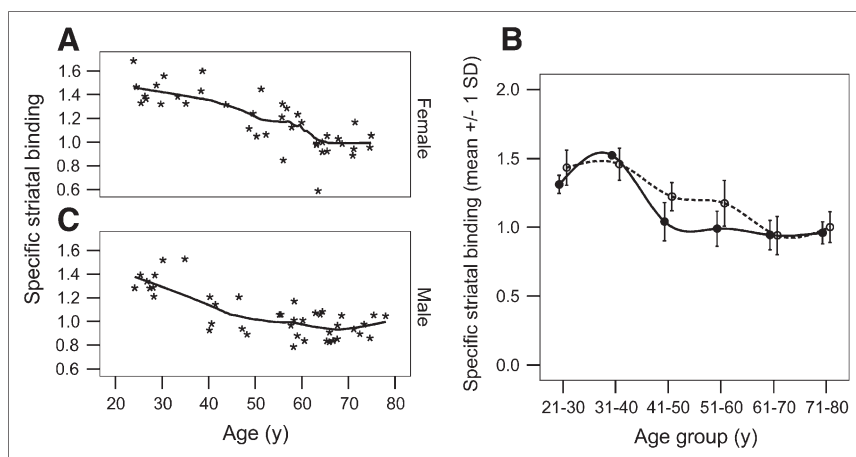 A
Specific striatal binding
1.6
1.4
1.2
1.0
0.8
0.6
Female
C
1.6
1.4
1.2
1.0
0.8
0.6
Male
20 30 40 50 60 70 80
Age (y)
B
Specific striatal binding (mean +/- 1 SD)
2.0
1.5
1.0
0.5
0.0
21-30 31-40 41-50 51-60 61-70 71-80
Age group (y)